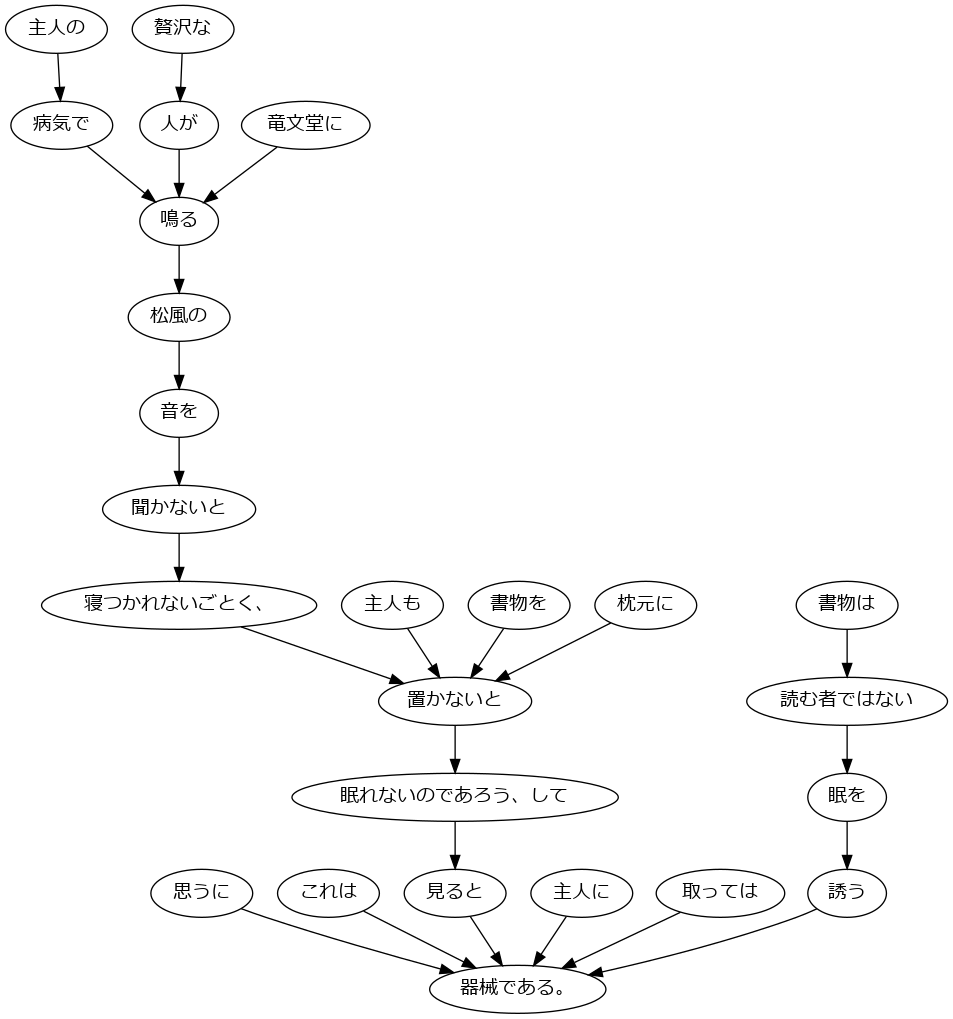 主人の
贅沢な
病気で
人が
竜文堂に
鳴る
松風の
音を
聞かないと
寝つかれないごとく、
主人も
書物を
枕元に
書物は
置かないと
読む者ではない
眠れないのであろう、して
眠を
思うに
これは
見ると
主人に
取っては
誘う
器械である。